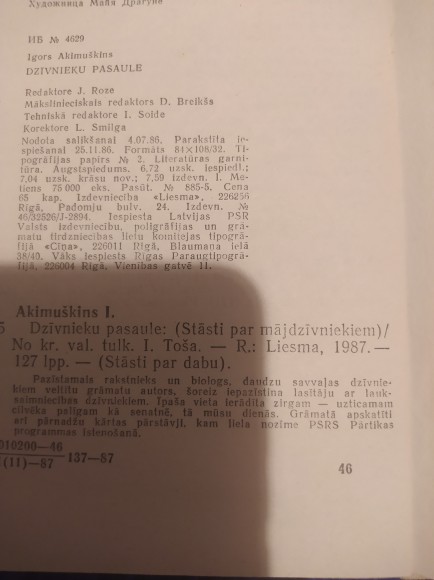 Художница Майя Драгуни
ИБ № 4629
Igors Akimuškins
DZĪVNIEKU PASAULE
Redaktore J. Roze
Mākslinieciskais redaktors D. Breikšs
Tehniskā redaktore I. Soide
Korektore L. Smilga
Nodota salikšanai 4.07.86. Parakstīta ie-
spiešanai 25.11.86. Formāts 84×108/32. Ti-
pogrāfijas papīrs № 2. Literatūras garni-
tūra. Augstspiedums. 6,72 uzsk. iespiedl.;
7,04 uzsk. krāsu nov.; 7,59 izdevn. l. Me-
tiens 75 000 eks. Pasūt. № 885-5. Cena
65 kap. Izdevniecība «Liesma», 226256
Rīgā, Padomju bulv. 24. Izdevn. №
46/32526/J-2894. Iespiesta Latvijas PSR
Valsts izdevniecību, poligrāfijas un grā-
matu tirdzniecības lietu komitejas tipogrā-
fijā «Cīņa», 226011 Rīgā, Blaumaņa ielā
38/40. Vāks iespiests Rīgas Paraugtipogrā-
fijā, 226004 Rīgā, Vienības gatvē 11.
Akimuškins I.
5 Dzīvnieku pasaule: (Stāsti par mājdzīvniekiem)/
No kr. val. tulk. I. Toša. — R.: Liesma, 1987. —
127 lpp. — (Stāsti par dabu).
Pazīstamais rakstnieks un biologs, daudzu savvaļas dzīvnie-
kiem veltītu grāmatu autors, šoreiz iepazīstina lasītāju ar lauk-
saimniecības dzīvniekiem. Īpaša vieta ierādīta zirgam — uzticamam
cilvēka palīgam kā senatnē, tā mūsu dienās. Grāmatā apskatīti
arī pārnadžu kārtas pārstāvji, kam liela nozīme PSRS Pārtikas
programmas īstenošanā.
010200—46
(11)—87 —137—87
46